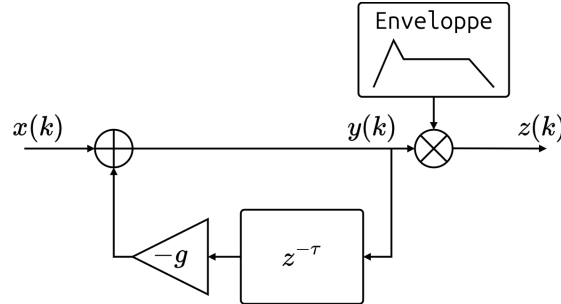 Enveloppe
x(k)
y(k)
z(k)
−g
z^{−τ}